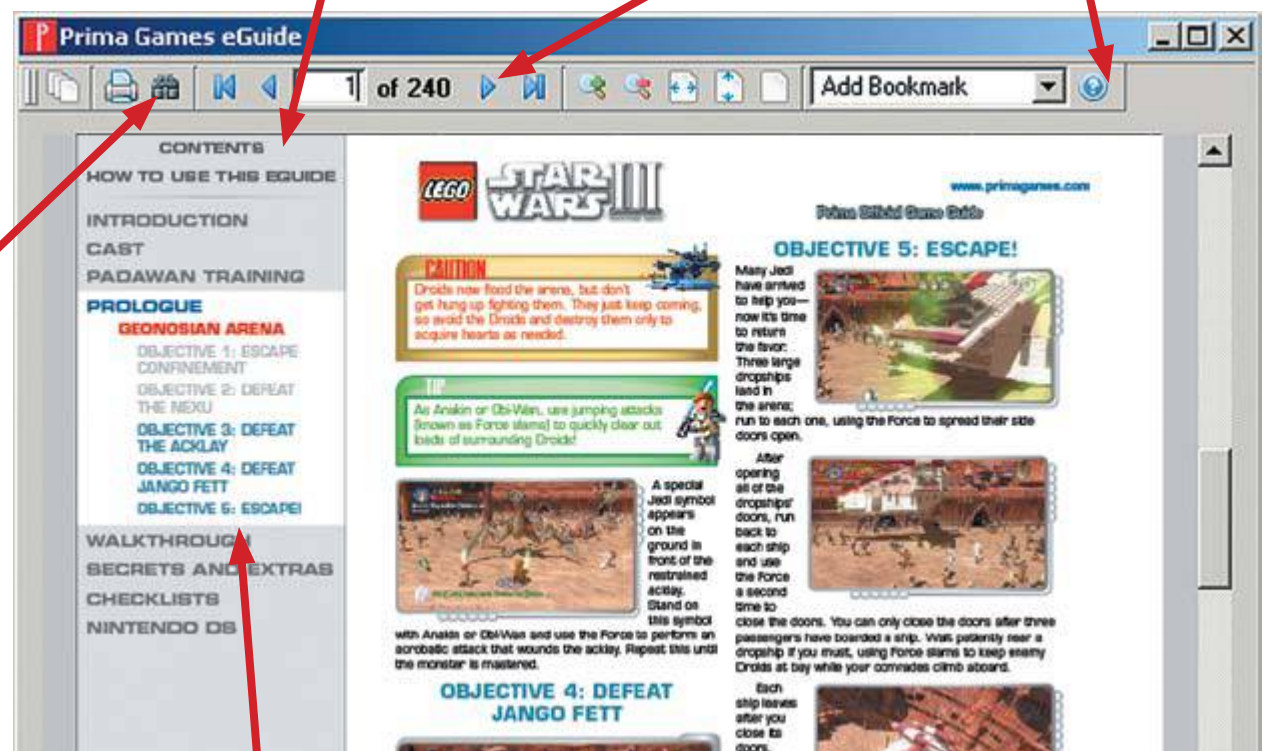 Prima Games eGuide
1 of 240
Add Bookmark
CONTENTS
HOW TO USE THIS EGUIDE
INTRODUCTION
CAST
PADAWAN TRAINING
PROLOGUE
GEONOSIAN ARENA
OBJECTIVE 1: ESCAPE
CONFINEMENT
OBJECTIVE 2: DEFEAT
THE NEXU
OBJECTIVE 3: DEFEAT
THE ACKLAY
OBJECTIVE 4: DEFEAT
JANGO FETT
OBJECTIVE 5: ESCAPE!
WALKTHROUGH
SECRETS AND EXTRAS
CHECKLISTS
NINTENDO DS
LEGO
STAR
WARS III
www.primagames.com
Prima Official Game Guide
CAUTION
Droids now flood the arena, but don't
get hung up fighting them. They just keep coming,
so avoid the Droids and destroy them only to
acquire hearts as needed.
TIP
As Anakin or Obi-Wan, use jumping attacks
(known as Force slams) to quickly clear out
loads of surrounding Droids!
A special
Jedi symbol
appears
on the
ground in
front of the
restrained
acklay.
Stand on
this symbol
with Anakin or Obi-Wan and use the Force to perform an
acrobatic attack that wounds the acklay. Repeat this until
the monster is mastered.
OBJECTIVE 4: DEFEAT
JANGO FETT
OBJECTIVE 5: ESCAPE!
Many Jedi
have arrived
to help you—
now it's time
to return
the favor.
Three large
dropships
land in
the arena;
run to each one, using the Force to spread their side
doors open.
After
opening
all of the
dropships'
doors, run
back to
each ship
and use
the Force
a second
time to
close the doors. You can only close the doors after three
passengers have boarded a ship. Wait patiently near a
dropship if you must, using Force slams to keep enemy
Droids at bay while your comrades climb aboard.
Each
ship leaves
after you
close its
doors.